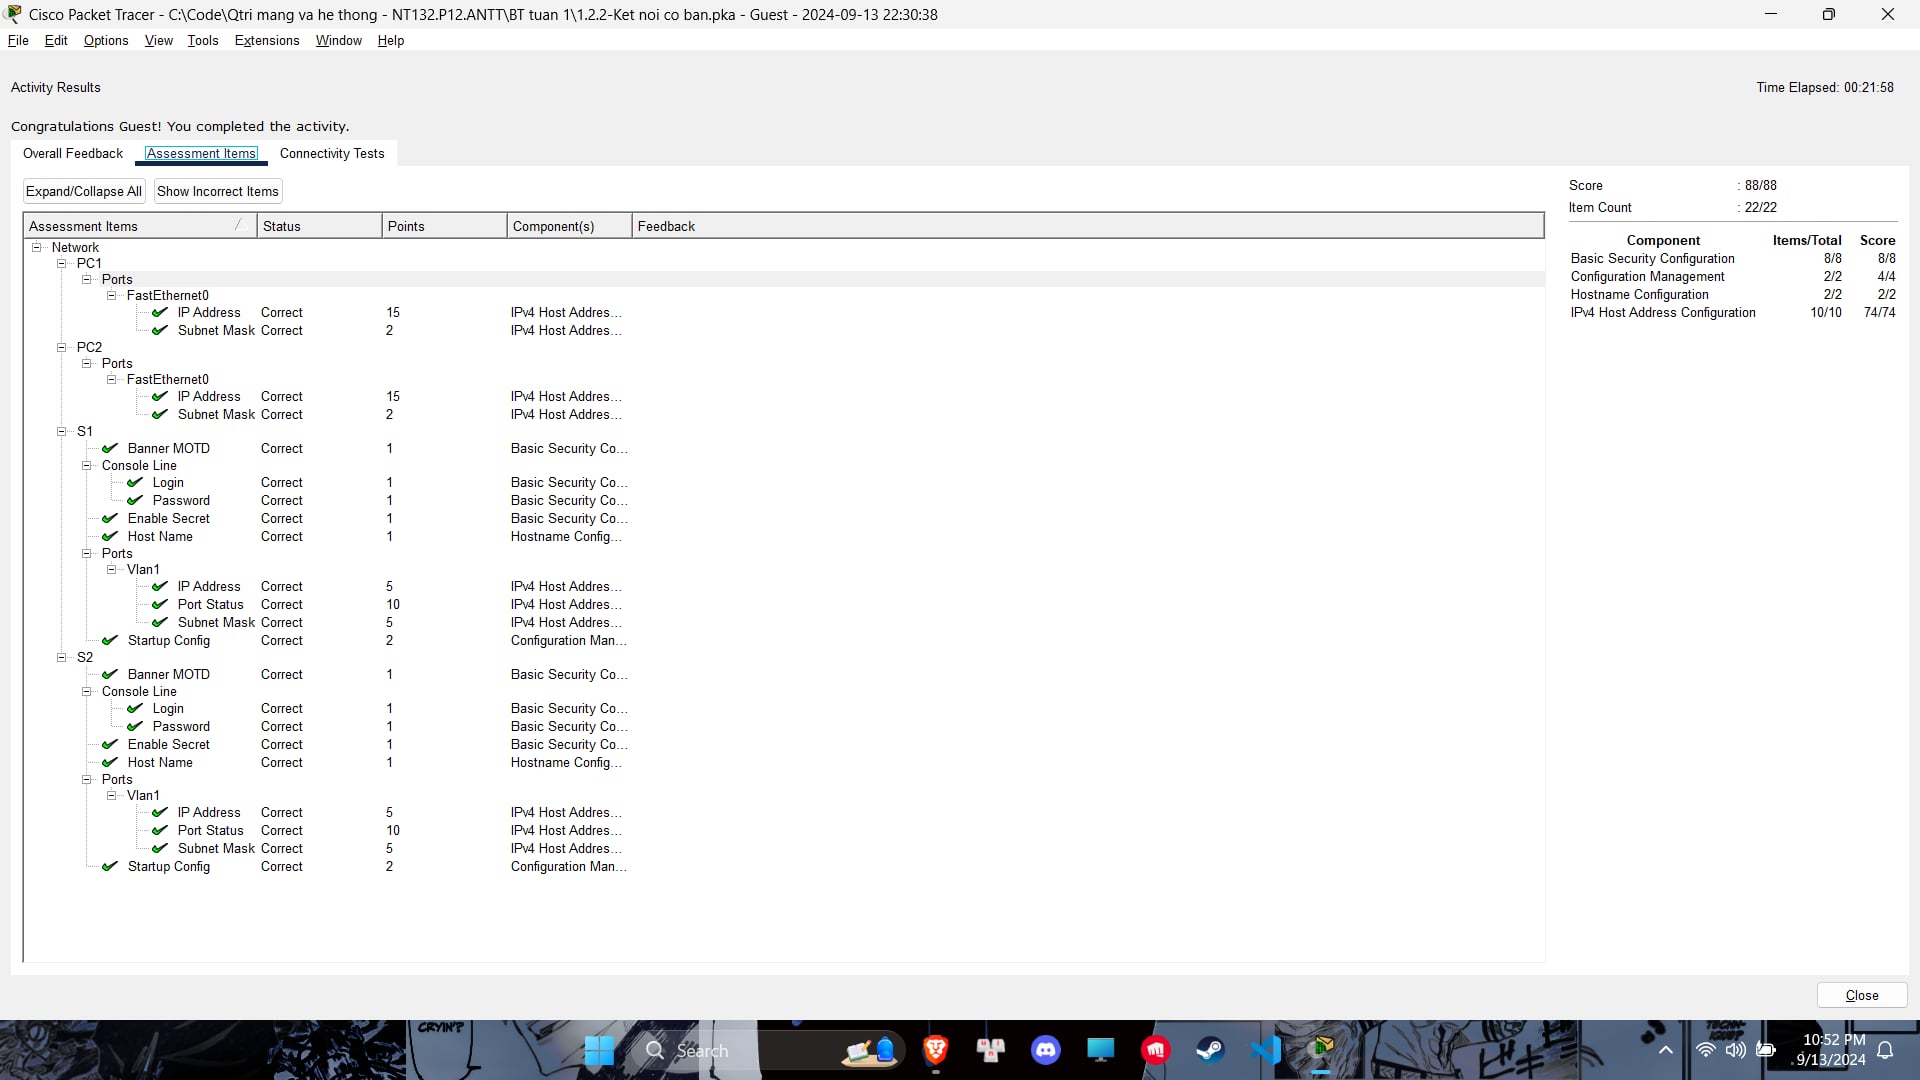 Cisco Packet Tracer - C:\Code\Qtri mang va he thong - NT132.P12.ANTT\BT tuan 1\1.2.2-Ket noi co ban.pka - Guest - 2024-09-13 22:30:38
File Edit Options View Tools Extensions Window Help
Activity Results
Time Elapsed: 00:21:58
Congratulations Guest! You completed the activity.
Overall Feedback Assessment Items Connectivity Tests
Expand/Collapse All Show Incorrect Items
Assessment Items Status Points Component(s) Feedback
Network
PC1
Ports
FastEthernet0
IP Address Correct 15 IPv4 Host Addres...
Subnet Mask Correct 2 IPv4 Host Addres...
PC2
Ports
FastEthernet0
IP Address Correct 15 IPv4 Host Addres...
Subnet Mask Correct 2 IPv4 Host Addres...
S1
Banner MOTD Correct 1 Basic Security Co...
Console Line
Login Correct 1 Basic Security Co...
Password Correct 1 Basic Security Co...
Enable Secret Correct 1 Basic Security Co...
Host Name Correct 1 Hostname Config...
Ports
Vlan1
IP Address Correct 5 IPv4 Host Addres...
Port Status Correct 10 IPv4 Host Addres...
Subnet Mask Correct 5 IPv4 Host Addres...
Startup Config Correct 2 Configuration Man...
S2
Banner MOTD Correct 1 Basic Security Co...
Console Line
Login Correct 1 Basic Security Co...
Password Correct 1 Basic Security Co...
Enable Secret Correct 1 Basic Security Co...
Host Name Correct 1 Hostname Config...
Ports
Vlan1
IP Address Correct 5 IPv4 Host Addres...
Port Status Correct 10 IPv4 Host Addres...
Subnet Mask Correct 5 IPv4 Host Addres...
Startup Config Correct 2 Configuration Man...
Score : 88/88
Item Count : 22/22
Component Items/Total Score
Basic Security Configuration 8/8 8/8
Configuration Management 2/2 4/4
Hostname Configuration 2/2 2/2
IPv4 Host Address Configuration 10/10 74/74
Close
CRYIN'?
Search
10:52 PM
9/13/2024